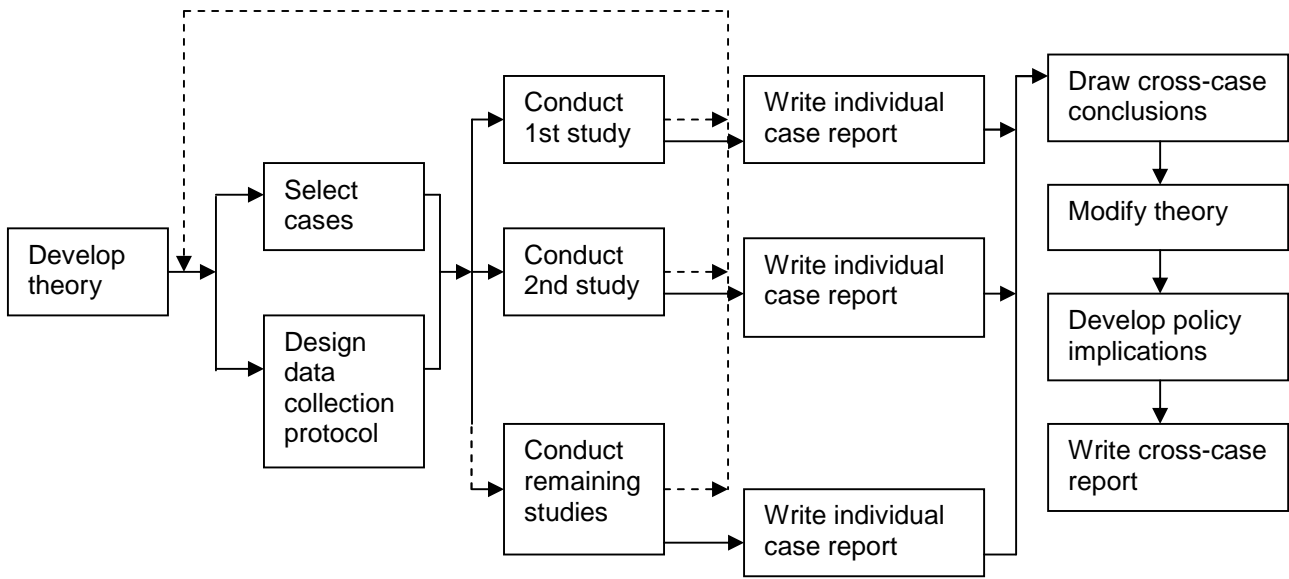 Develop
theory
Select
cases
Design
data
collection
protocol
Conduct
1st study
Conduct
2nd study
Conduct
remaining
studies
Write individual
case report
Write individual
case report
Write individual
case report
Draw cross-case
conclusions
Modify theory
Develop policy
implications
Write cross-case
report